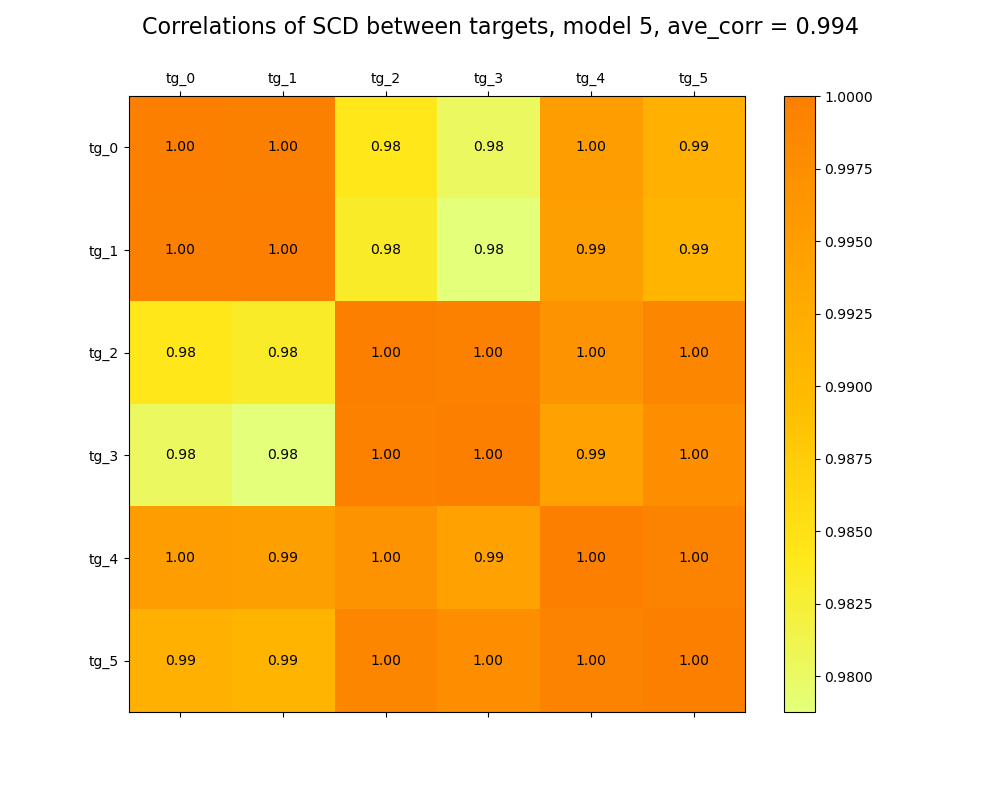 Correlations of SCD between targets, model 5, ave_corr = 0.994
tg_0 tg_1 tg_2 tg_3 tg_4 tg_5
tg_0 1.00 1.00 0.98 0.98 1.00 0.99
tg_1 1.00 1.00 0.98 0.98 0.99 0.99
tg_2 0.98 0.98 1.00 1.00 1.00 1.00
tg_3 0.98 0.98 1.00 1.00 0.99 1.00
tg_4 1.00 0.99 1.00 0.99 1.00 1.00
tg_5 0.99 0.99 1.00 1.00 1.00 1.00
1.0000
0.9975
0.9950
0.9925
0.9900
0.9875
0.9850
0.9825
0.9800